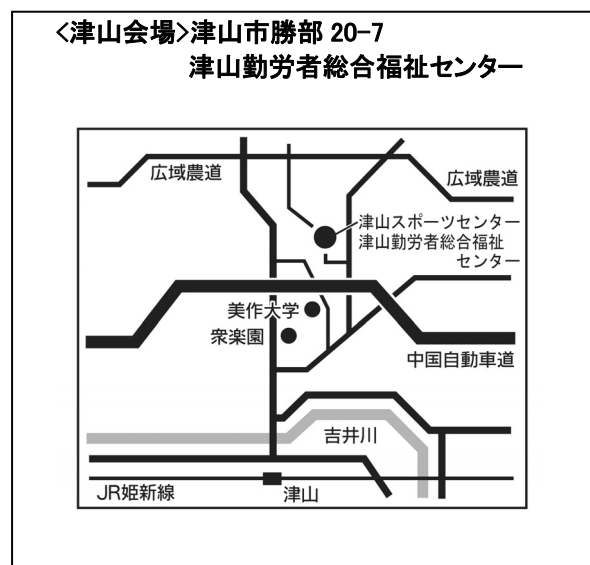 <津山会場>津山市勝部 20-7
津山勤労者総合福祉センター
広域農道
広域農道
津山スポーツセンター
津山勤労者総合福祉
センター
美作大学
衆楽園
中国自動車道
吉井川
JR姫新線
津山